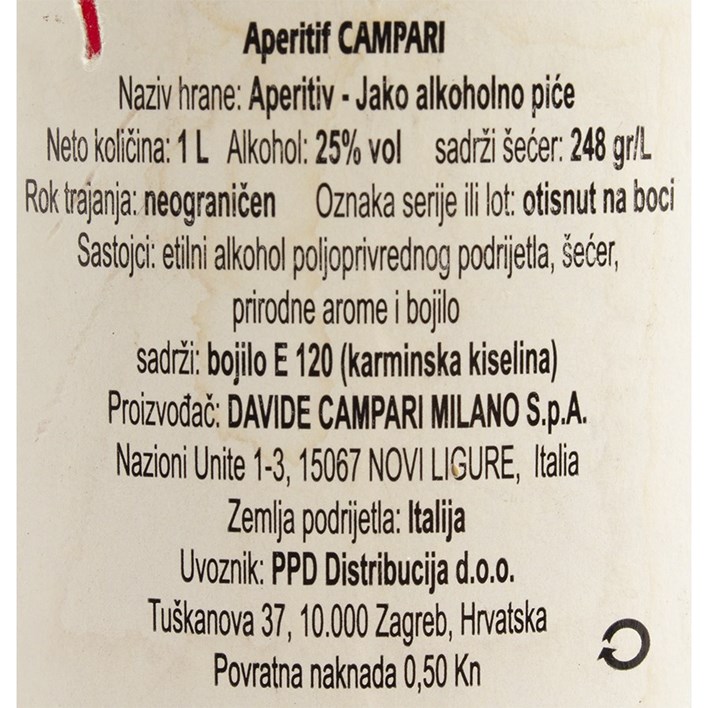 Aperitif CAMPARI
Naziv hrane: Aperitiv - Jako alkoholno piće
Neto količina: 1 L Alkohol: 25% vol sadrži šećer: 248 gr/L
Rok trajanja: neograničen Oznaka serije ili lot: otisnut na boci
Sastojci: etilni alkohol poljoprivrednog podrijetla, šećer,
prirodne arome i bojilo
sadrži: bojilo E 120 (karminska kiselina)
Proizvođač: DAVIDE CAMPARI MILANO S.p.A.
Nazioni Unite 1-3, 15067 NOVI LIGURE, Italia
Zemlja podrijetla: Italija
Uvoznik: PPD Distribucija d.o.o.
Tuškanova 37, 10.000 Zagreb, Hrvatska
Povratna naknada 0,50 Kn